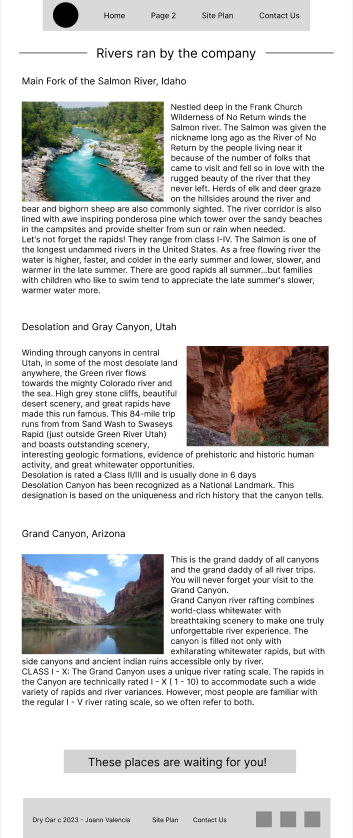 Home Page 2 Site Plan Contact Us
Rivers ran by the company
Main Fork of the Salmon River, Idaho
Nestled deep in the Frank Church
Wilderness of No Return winds the
Salmon river. The Salmon was given the
nickname long ago as the River of No
Return by the people living near it
because of the number of folks that
came to visit and fell so in love with the
rugged beauty of the river that they
never left. Herds of elk and deer graze
on the hillsides around the river and
bear and bighorn sheep are also commonly sighted. The river corridor is also
lined with awe inspiring ponderosa pine which tower over the sandy beaches
in the campsites and provide shelter from sun or rain when needed.
Let's not forget the rapids! They range from class I-IV. The Salmon is one of
the longest undammed rivers in the United States. As a free flowing river the
water is higher, faster, and colder in the early summer and lower, slower, and
warmer in the late summer. There are good rapids all summer...but families
with children who like to swim tend to appreciate the late summer's slower,
warmer water more.
Desolation and Gray Canyon, Utah
Winding through canyons in central
Utah, in some of the most desolate land
anywhere, the Green river flows
towards the mighty Colorado river and
the sea. High grey stone cliffs, beautiful
desert scenery, and great rapids have
made this run famous. This 84-mile trip
runs from from Sand Wash to Swaseys
Rapid (just outside Green River Utah)
and boasts outstanding scenery,
interesting geologic formations, evidence of prehistoric and historic human
activity, and great whitewater opportunities.
Desolation is rated a Class II/III and is usually done in 6 days
Desolation Canyon has been recognized as a National Landmark. This
designation is based on the uniqueness and rich history that the canyon tells.
Grand Canyon, Arizona
This is the grand daddy of all canyons
and the grand daddy of all river trips.
You will never forget your visit to the
Grand Canyon.
Grand Canyon river rafting combines
world-class whitewater with
breathtaking scenery to make one truly
unforgettable river experience. The
canyon is filled not only with
exhilarating whitewater rapids, but with
side canyons and ancient indian ruins accessible only by river.
CLASS I - X: The Grand Canyon uses a unique river rating scale. The rapids in
the Canyon are technically rated I - X ( 1 - 10) to accommodate such a wide
variety of rapids and river variances. However, most people are familiar with
the regular I - V river rating scale, so we often refer to both.
These places are waiting for you!
Dry Oar c 2023 - Joann Valencia Site Plan Contact Us